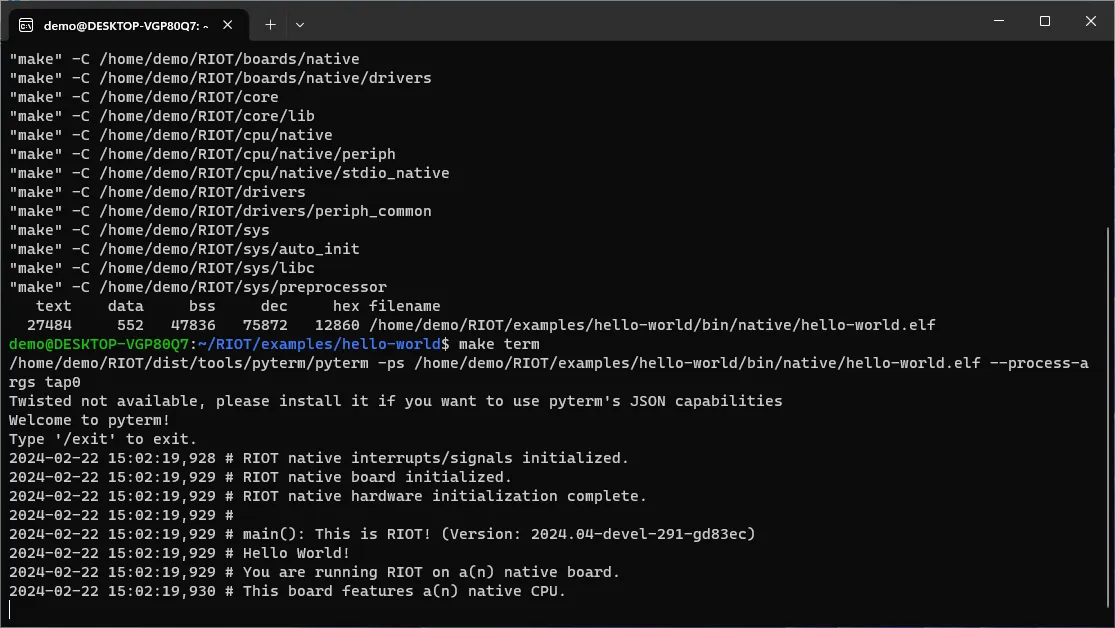 demo@DESKTOP-VGP80Q7: ~
"make" -C /home/demo/RIOT/boards/native
"make" -C /home/demo/RIOT/boards/native/drivers
"make" -C /home/demo/RIOT/core
"make" -C /home/demo/RIOT/core/lib
"make" -C /home/demo/RIOT/cpu/native
"make" -C /home/demo/RIOT/cpu/native/periph
"make" -C /home/demo/RIOT/cpu/native/stdio_native
"make" -C /home/demo/RIOT/drivers
"make" -C /home/demo/RIOT/drivers/periph_common
"make" -C /home/demo/RIOT/sys
"make" -C /home/demo/RIOT/sys/auto_init
"make" -C /home/demo/RIOT/sys/libc
"make" -C /home/demo/RIOT/sys/preprocessor
   text    data     bss     dec     hex filename
  27484     552   47836   75872   12860 /home/demo/RIOT/examples/hello-world/bin/native/hello-world.elf
demo@DESKTOP-VGP80Q7:~/RIOT/examples/hello-world$ make term
/home/demo/RIOT/dist/tools/pyterm/pyterm -ps /home/demo/RIOT/examples/hello-world/bin/native/hello-world.elf --process-a
rgs tap0
Twisted not available, please install it if you want to use pyterm's JSON capabilities
Welcome to pyterm!
Type '/exit' to exit.
2024-02-22 15:02:19,928 # RIOT native interrupts/signals initialized.
2024-02-22 15:02:19,929 # RIOT native board initialized.
2024-02-22 15:02:19,929 # RIOT native hardware initialization complete.
2024-02-22 15:02:19,929 #
2024-02-22 15:02:19,929 # main(): This is RIOT! (Version: 2024.04-devel-291-gd83ec)
2024-02-22 15:02:19,929 # Hello World!
2024-02-22 15:02:19,929 # You are running RIOT on a(n) native board.
2024-02-22 15:02:19,930 # This board features a(n) native CPU.